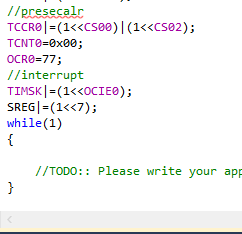 //presecalr
TCCR0|=(1<<CS00)|(1<<CS02);
TCNT0=0x00;
OCR0=77;
//interrupt
TIMSK|=(1<<OCIE0);
SREG|=(1<<7);
while(1)
{
//TODO:: Please write your app
}